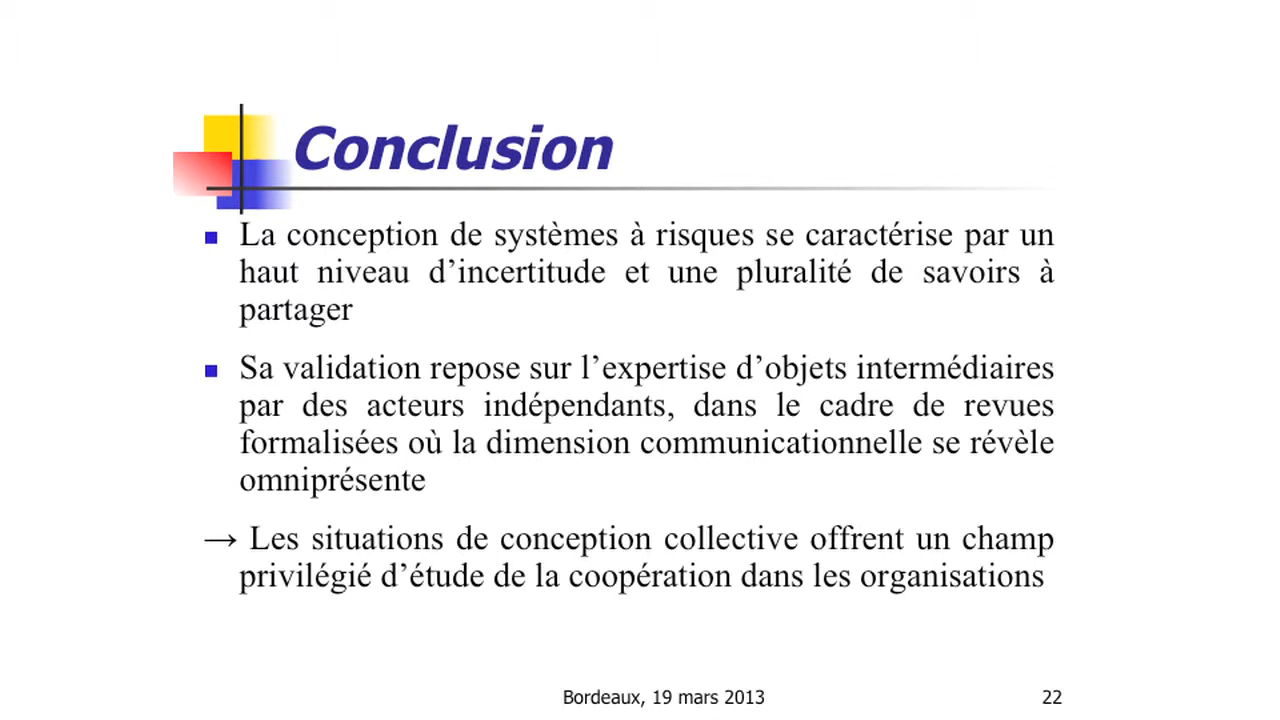 Conclusion
La conception de systèmes à risques se caractérise par un
haut niveau d’incertitude et une pluralité de savoirs à
partager
Sa validation repose sur l’expertise d’objets intermédiaires
par des acteurs indépendants, dans le cadre de revues
formalisées où la dimension communicationnelle se révèle
omniprésente
→ Les situations de conception collective offrent un champ
privilégié d’étude de la coopération dans les organisations
Bordeaux, 19 mars 2013
22